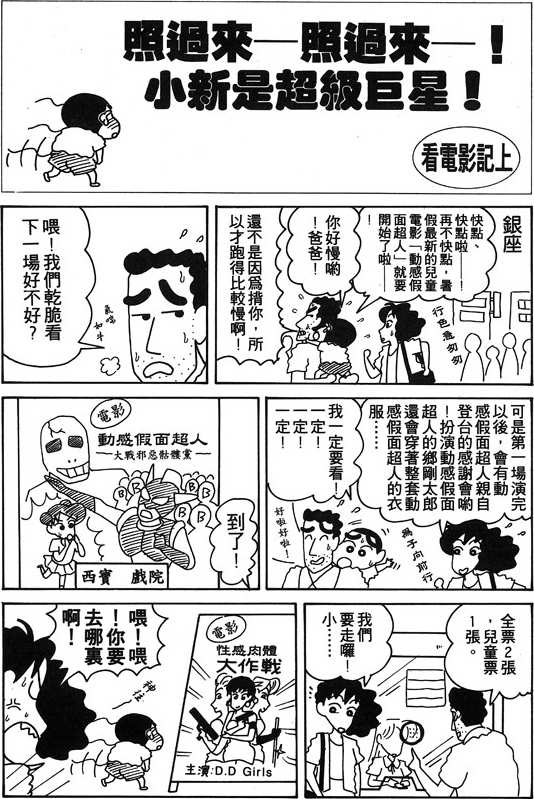 照過來—照過來—！
小新是超級巨星！
看電影記上
銀座
快點、
快點啦——！
再不快點，暑
假最新的兒童
電影「動感假
面超人」就要
開始了啦——！
行色急匆匆
你好慢喲
！爸爸！
還不是因為揹你，所
以才跑得比較慢啊！
喂！我們乾脆看
下一場好不好？
氣喘
如牛
可是第一場演完
以後，會有動
感假面超人親自
登台的感謝會喲
！扮演動感假面
超人的鄉剛太郎
還會穿著整套動
感假面超人的衣
服……
向前行
我一定要看！
一定！
一定！
好啦好啦！
電影
動感假面超人
—大戰邪惡骷髏黨—
B
B
B
B
西寶 戲院
到了！
全票2張
，兒童票
1張。
我們
要走囉！
小……
電影
性感肉體
大作戰
主演:D.D Girls
喂！喂
！你要
去哪裏
啊！
神往